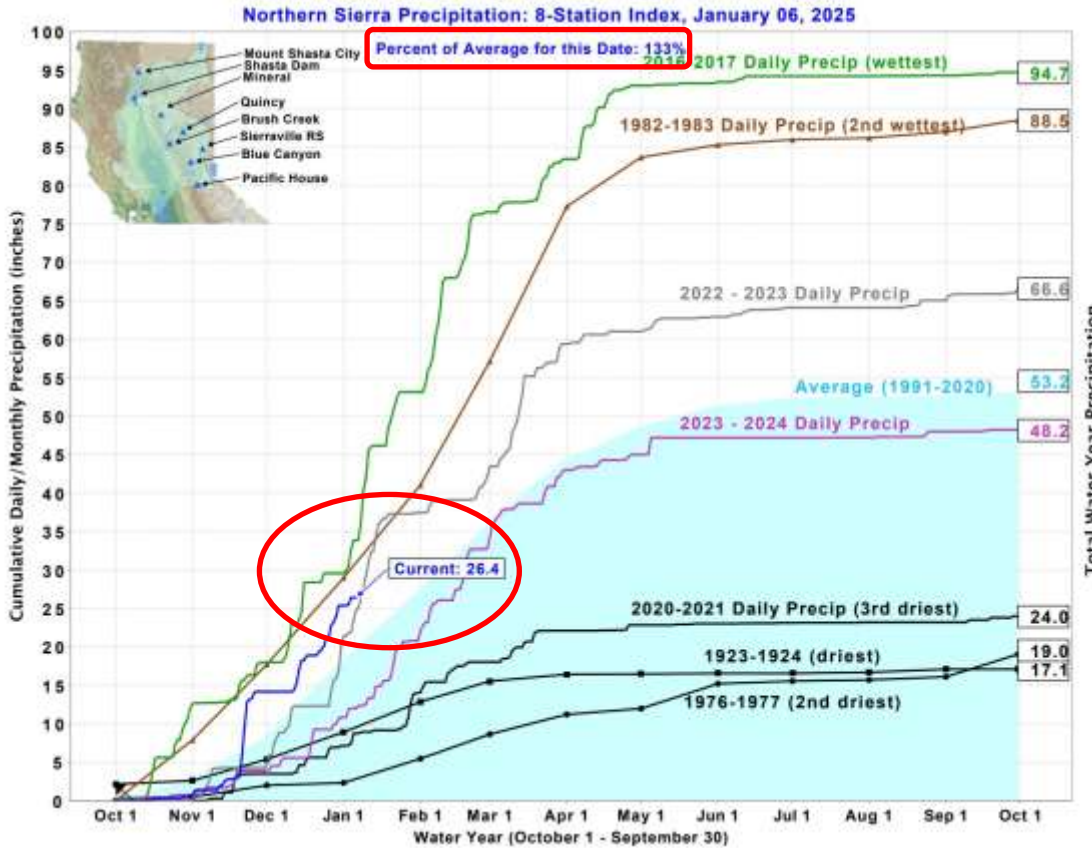 Northern Sierra Precipitation: 8-Station Index, January 06, 2025
Percent of Average for this Date: 133%
Mount Shasta City
Shasta Dam
Mineral
Quincy
Brush Creek
Sierraville RS
Blue Canyon
Pacific House
2016-2017 Daily Precip (wettest)
94.7
1982-1983 Daily Precip (2nd wettest)
88.5
2022 - 2023 Daily Precip
66.6
Average (1991-2020)
53.2
2023 - 2024 Daily Precip
48.2
Current: 26.4
2020-2021 Daily Precip (3rd driest)
24.0
1923-1924 (driest)
19.0
17.1
1976-1977 (2nd driest)
Cumulative Daily/Monthly Precipitation (inches)
100
95
90
85
80
75
70
65
60
55
50
45
40
35
30
25
20
15
10
5
0
Total Water Year Precipitation
Oct 1 Nov 1 Dec 1 Jan 1 Feb 1 Mar 1 Apr 1 May 1 Jun 1 Jul 1 Aug 1 Sep 1 Oct 1
Water Year (October 1 - September 30)